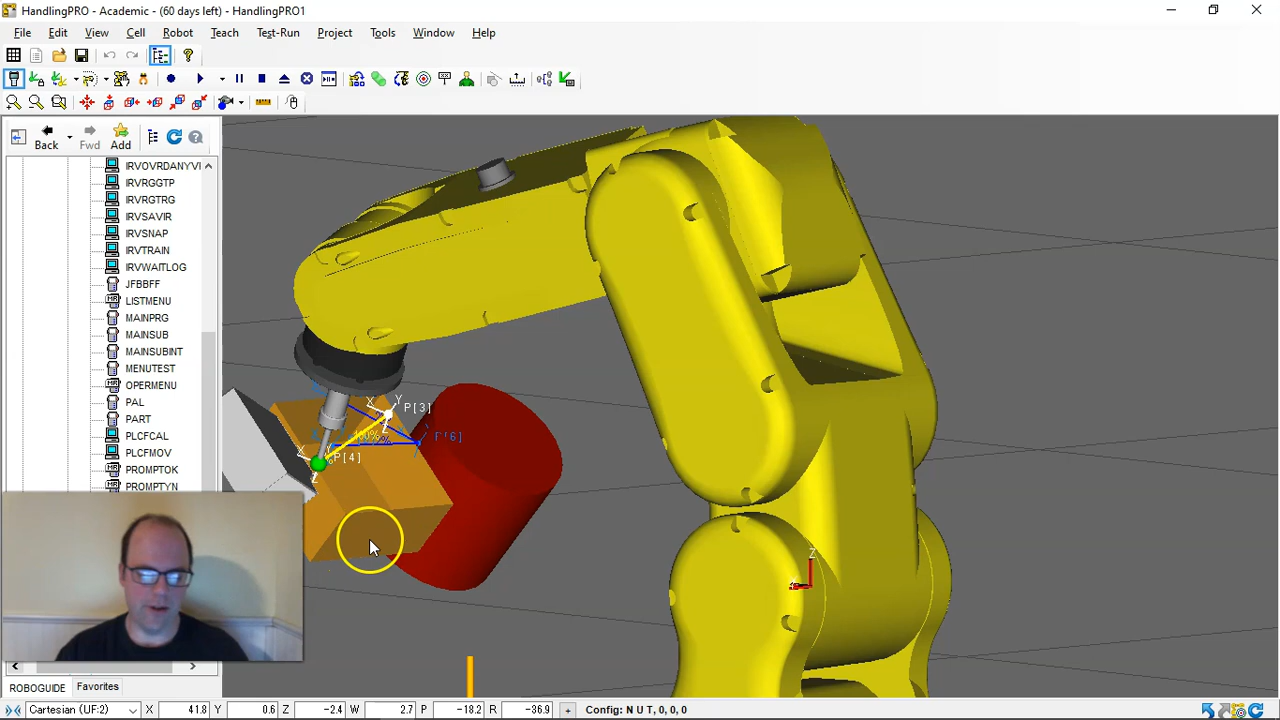 HandlingPRO - Academic - (60 days left) - HandlingPRO1
File Edit View Cell Robot Teach Test-Run Project Tools Window Help
Back Fwd Add
IRVOVRDANYVI
IRVRGGTP
IRVRGTRG
IRVSAVIR
IRVSNAP
IRVTRAIN
IRVWAITLOG
JFBBFF
LISTMENU
MAINPRG
MAINSUB
MAINSUBINT
MENUTEST
OPERMENU
PAL
PART
PLCFCAL
PLCFMOV
PROMPTOK
PROMPTYN
X Y P[3]
Z
100%
P[6]
X
P[4]
Z
Z
ROBOGUIDE Favorites
Cartesian (UF:2) X 41.8 Y 0.6 Z -2.4 W 2.7 P -18.2 R -36.9 Config: N U T, 0, 0, 0